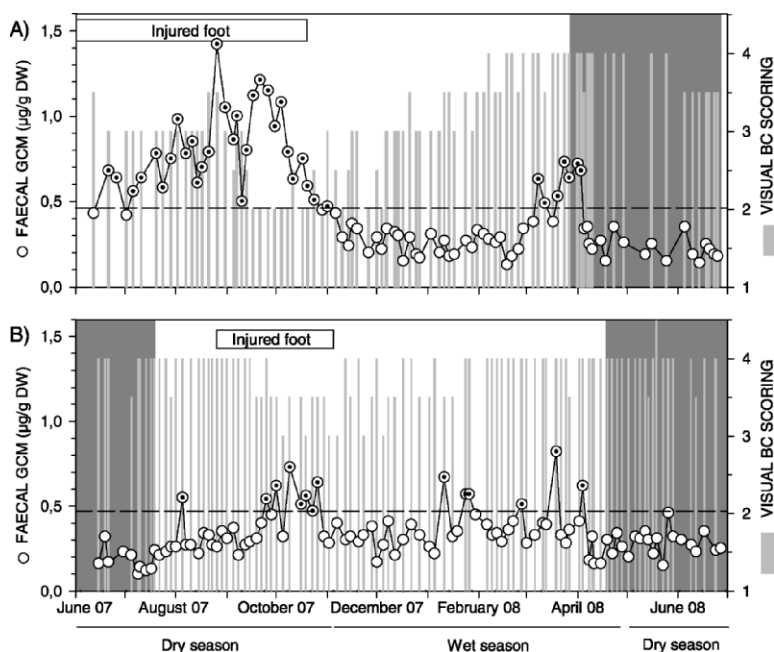 A)
Injured foot
FAECAL GCM (µg/g DW)
1,5
1,0
0,5
0,0
4
3
2
1
VISUAL BC SCORING
B)
Injured foot
FAECAL GCM (µg/g DW)
1,5
1,0
0,5
0,0
4
3
2
1
VISUAL BC SCORING
June 07 August 07 October 07 December 07 February 08 April 08 June 08
Dry season Wet season Dry season